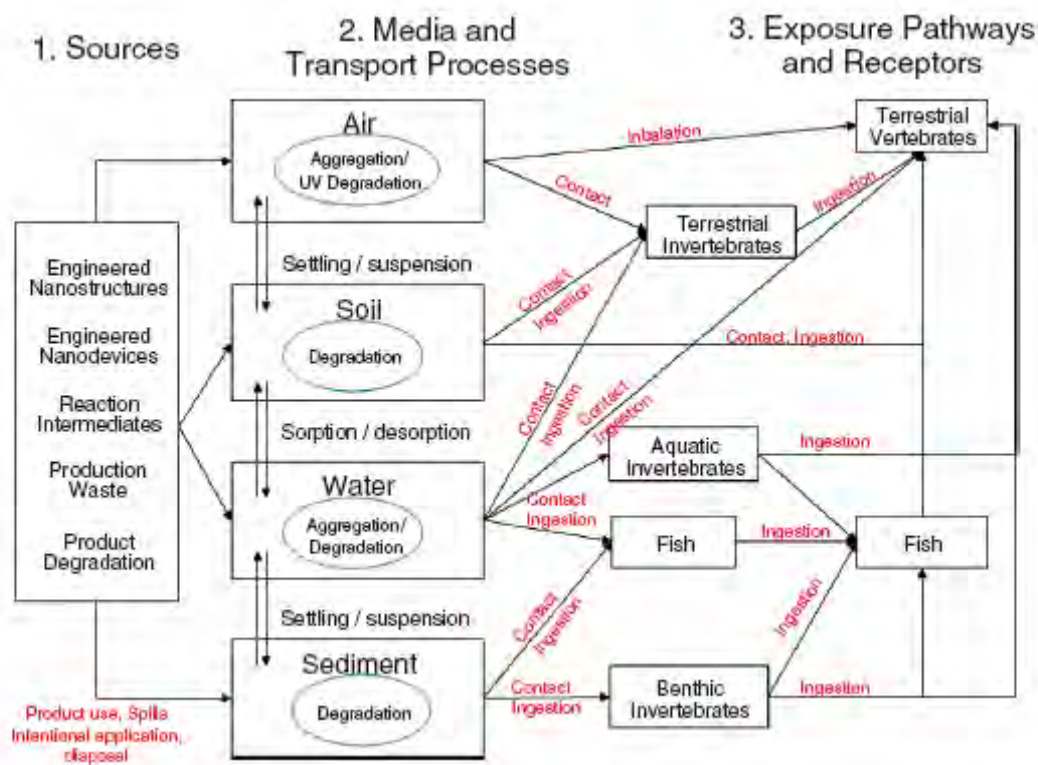 1. Sources
2. Media and
Transport Processes
3. Exposure Pathways
and Receptors
Engineered
Nanostructures
Engineered
Nanodevices
Reaction
Intermediates
Production
Waste
Product
Degradation
Product use, Spills
Intentional application,
disposal
Air
Aggregation/
UV Degradation
Settling / suspension
Soil
Degradation
Sorption / desorption
Water
Aggregation/
Degradation
Settling / suspension
Sediment
Degradation
Inhalation
Contact
Terrestrial
Invertebrates
Ingestion
Terrestrial
Vertebrates
Contact
Ingestion
Contact, Ingestion
Contact
Ingestion
Contact
Ingestion
Aquatic
Invertebrates
Ingestion
Contact
Ingestion
Fish
Ingestion
Fish
Contact
Ingestion
Ingestion
Contact
Ingestion
Benthic
Invertebrates
Ingestion